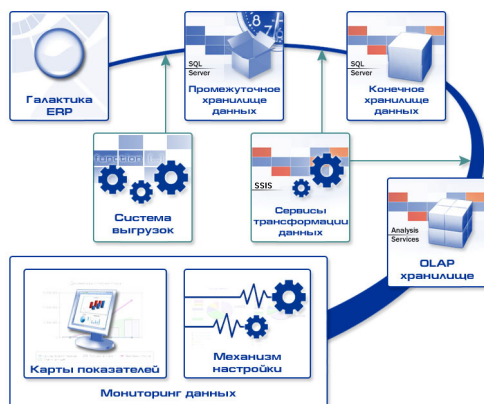 Галактика
ERP
SQL
Server
Промежуточное
хранилище
данных
SQL
Server
Конечное
хранилище
данных
function
Система
выгрузок
SSIS
Сервисы
трансформации
данных
Analysis
Services
OLAP
хранилище
Карты показателей
Механизм
настройки
Мониторинг данных